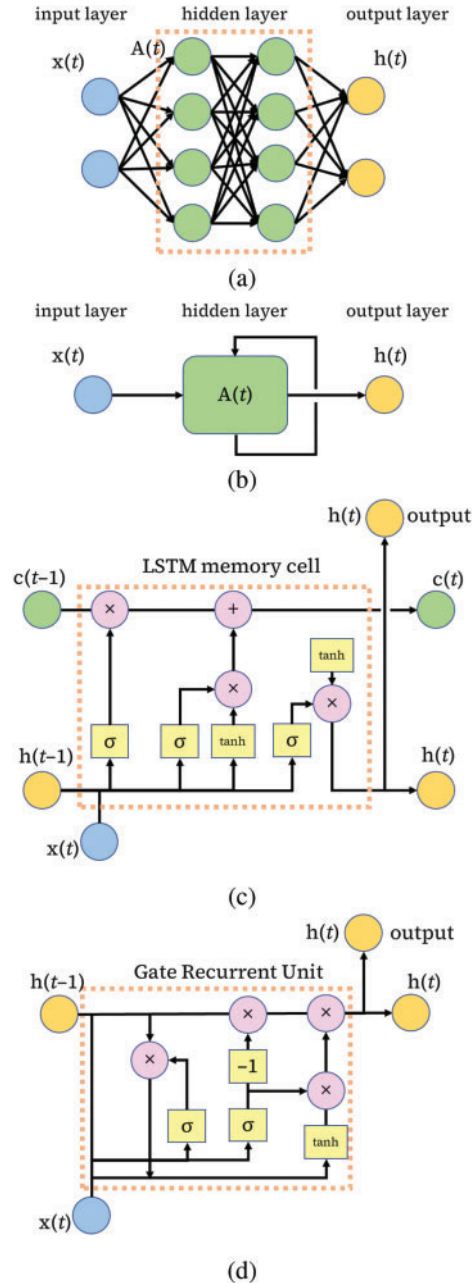 input layer hidden layer output layer
x(t) A(t) h(t)
(a)
input layer hidden layer output layer
x(t) h(t)
A(t)
(b)
h(t) output
LSTM memory cell
c(t–1) c(t)
× +
tanh
× ×
σ σ tanh σ
h(t–1) h(t)
x(t)
(c)
h(t) output
Gate Recurrent Unit
h(t–1) h(t)
× ×
× –1
×
σ σ tanh
x(t)
(d)